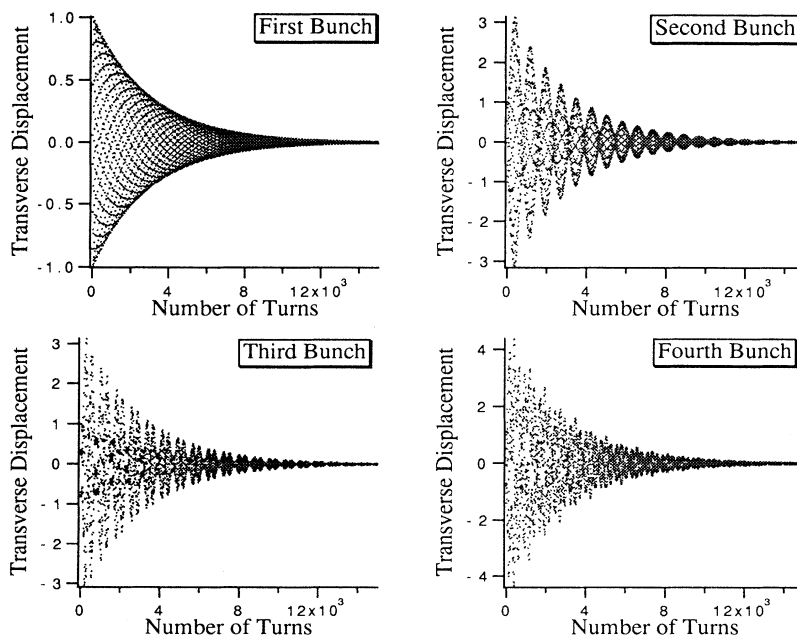 First Bunch
Transverse Displacement
1.0
0.5
0.0
-0.5
-1.0
0 4 8 12x10³
Number of Turns
Second Bunch
Transverse Displacement
3
2
1
0
- 1
- 2
- 3
0 4 8 12x10³
Number of Turns
Third Bunch
Transverse Displacement
3
2
1
0
- 1
- 2
- 3
0 4 8 12x10³
Number of Turns
Fourth Bunch
Transverse Displacement
4
2
0
- 2
- 4
0 4 8 12x10³
Number of Turns